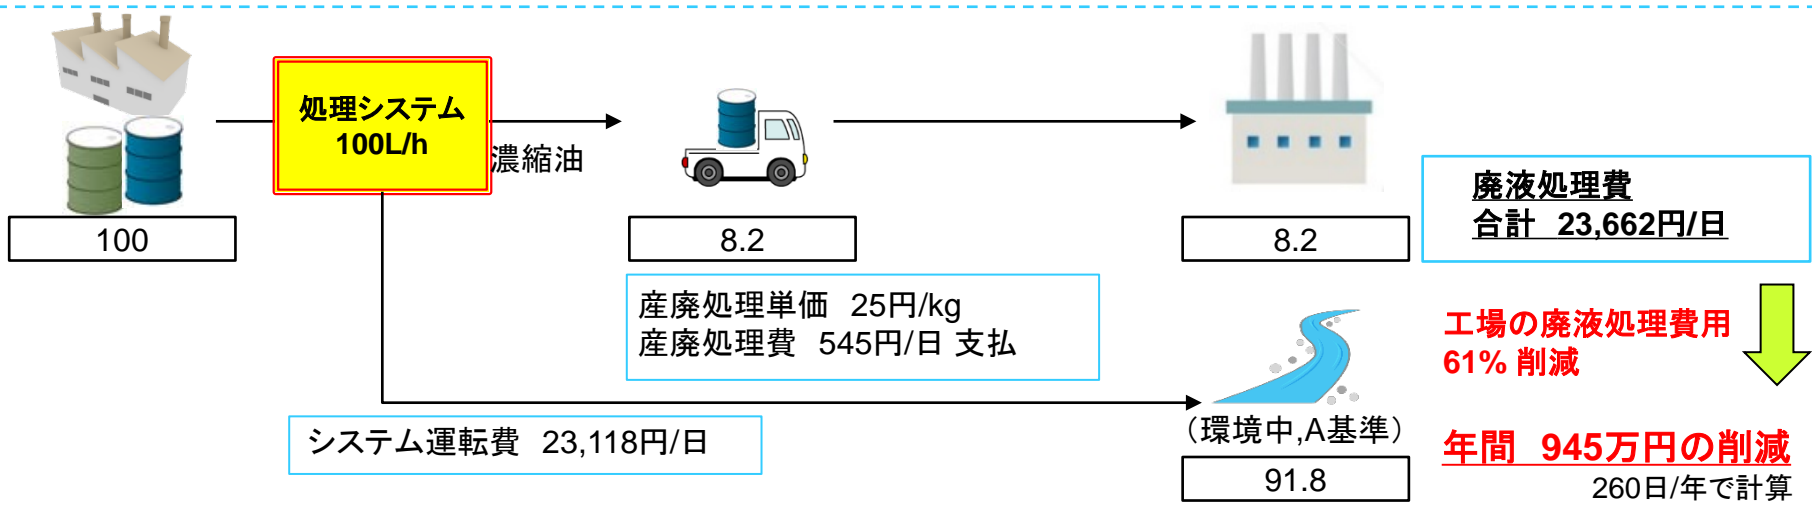 処理システム
100L/h
濃縮油
100
8.2
8.2
廃液処理費
合計 23,662円/日
産廃処理単価 25円/kg
産廃処理費 545円/日 支払
工場の廃液処理費用
61% 削減
(環境中,A基準)
システム運転費 23,118円/日
91.8
年間 945万円の削減
260日/年で計算